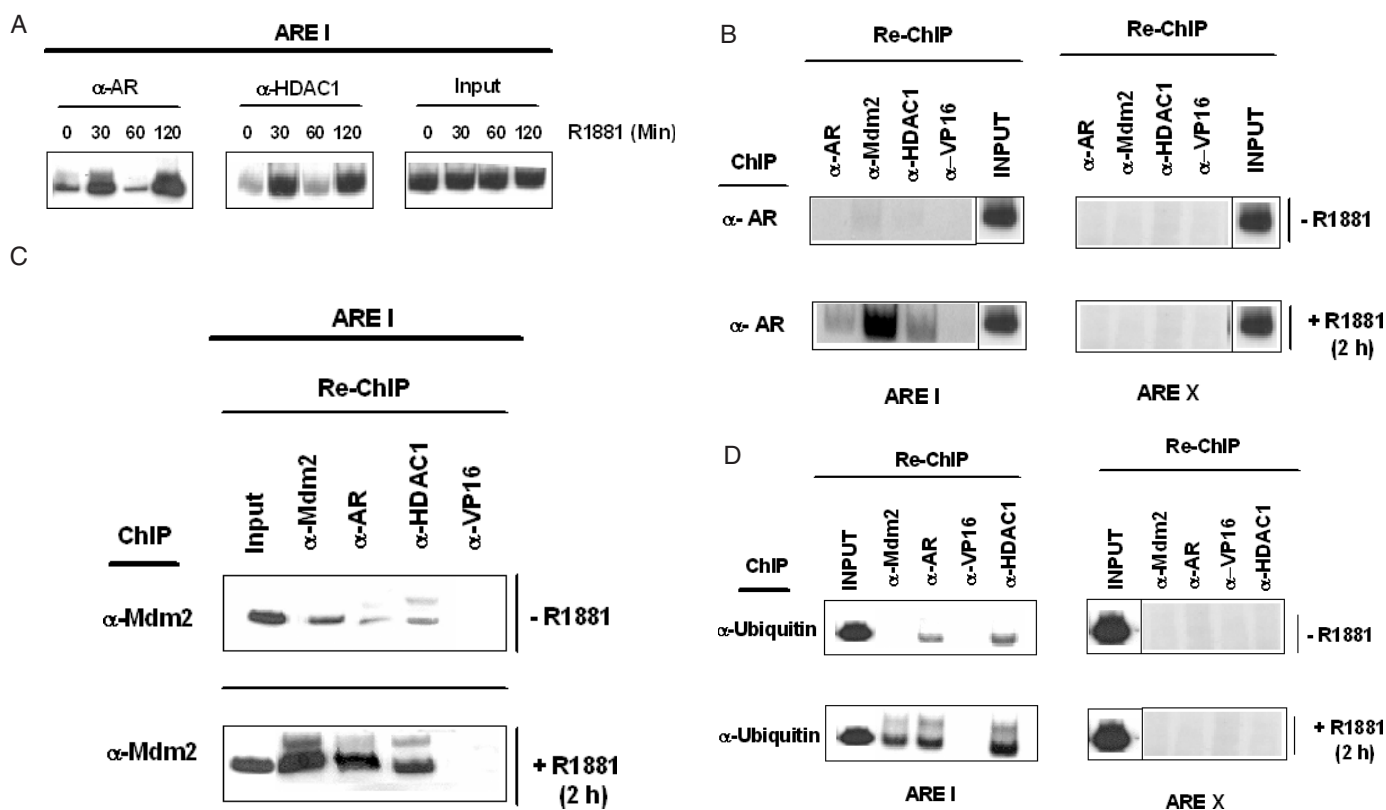 A
ARE I
α-AR
α-HDAC1
Input
0 30 60 120
0 30 60 120
0 30 60 120
R1881 (Min)
B
Re-ChIP
Re-ChIP
α-AR
α-Mdm2
α-HDAC1
α–VP16
INPUT
α-AR
α-Mdm2
α-HDAC1
α–VP16
INPUT
ChIP
α- AR
- R1881
α- AR
+ R1881
(2 h)
ARE I
ARE X
C
ARE I
Re-ChIP
ChIP
Input
α-Mdm2
α-AR
α-HDAC1
α-VP16
α-Mdm2
- R1881
α-Mdm2
+ R1881
(2 h)
D
Re-ChIP
Re-ChIP
ChIP
INPUT
α-Mdm2
α-AR
α-VP16
α-HDAC1
INPUT
α-Mdm2
α-AR
α–VP16
α-HDAC1
α-Ubiquitin
- R1881
α-Ubiquitin
+ R1881
(2 h)
ARE I
ARE X